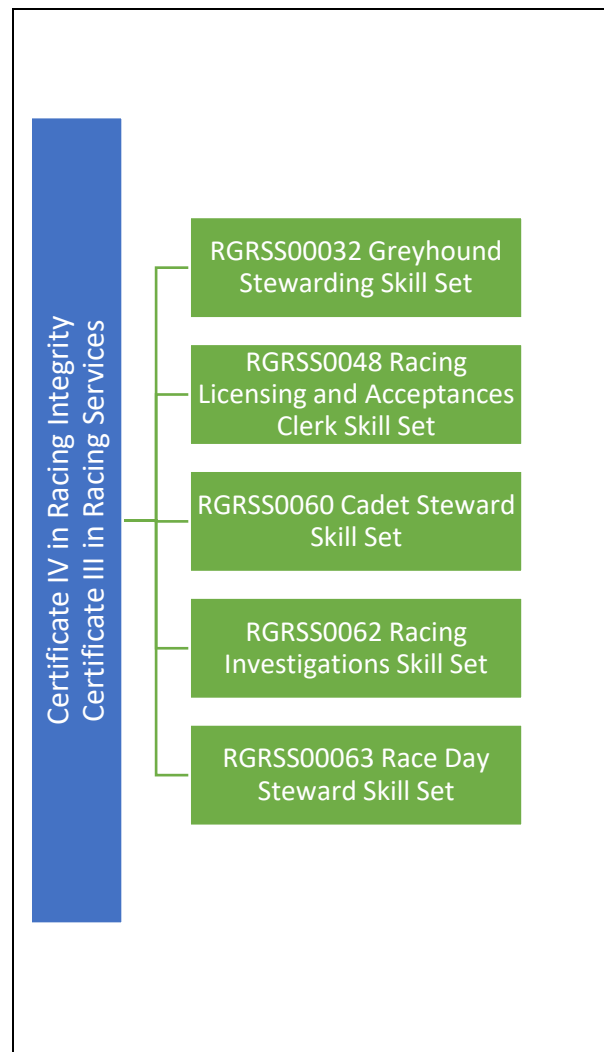 Certificate IV in Racing Integrity
Certificate III in Racing Services
RGRSS00032 Greyhound
Stewarding Skill Set
RGRSS0048 Racing
Licensing and Acceptances
Clerk Skill Set
RGRSS0060 Cadet Steward
Skill Set
RGRSS0062 Racing
Investigations Skill Set
RGRSS00063 Race Day
Steward Skill Set